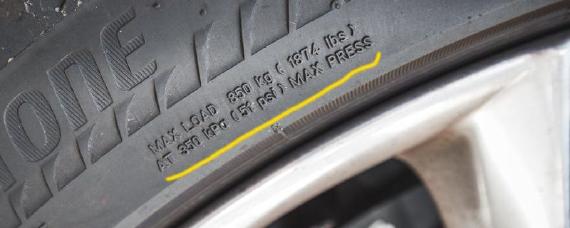 ONE
MAX LOAD 850 kg ( 1874 lbs )
AT 350 kPa ( 51 psi ) MAX PRESS